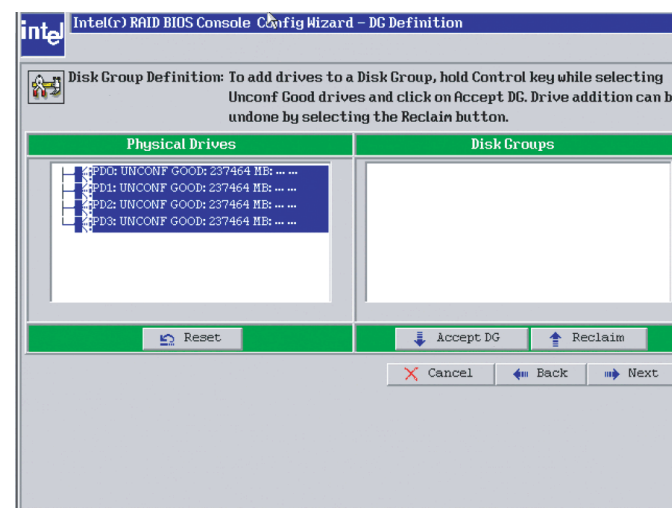 intel
Intel(r) RAID BIOS Console Config Wizard – DG Definition
Disk Group Definition: To add drives to a Disk Group, hold Control key while selecting
Unconf Good drives and click on Accept DG. Drive addition can b
undone by selecting the Reclaim button.
Physical Drives
Disk Groups
PD0: UNCONF GOOD: 237464 MB: ... ...
PD1: UNCONF GOOD: 237464 MB: ... ...
PD2: UNCONF GOOD: 237464 MB: ... ...
PD3: UNCONF GOOD: 237464 MB: ... ...
Reset
Accept DG
Reclaim
Cancel
Back
Next